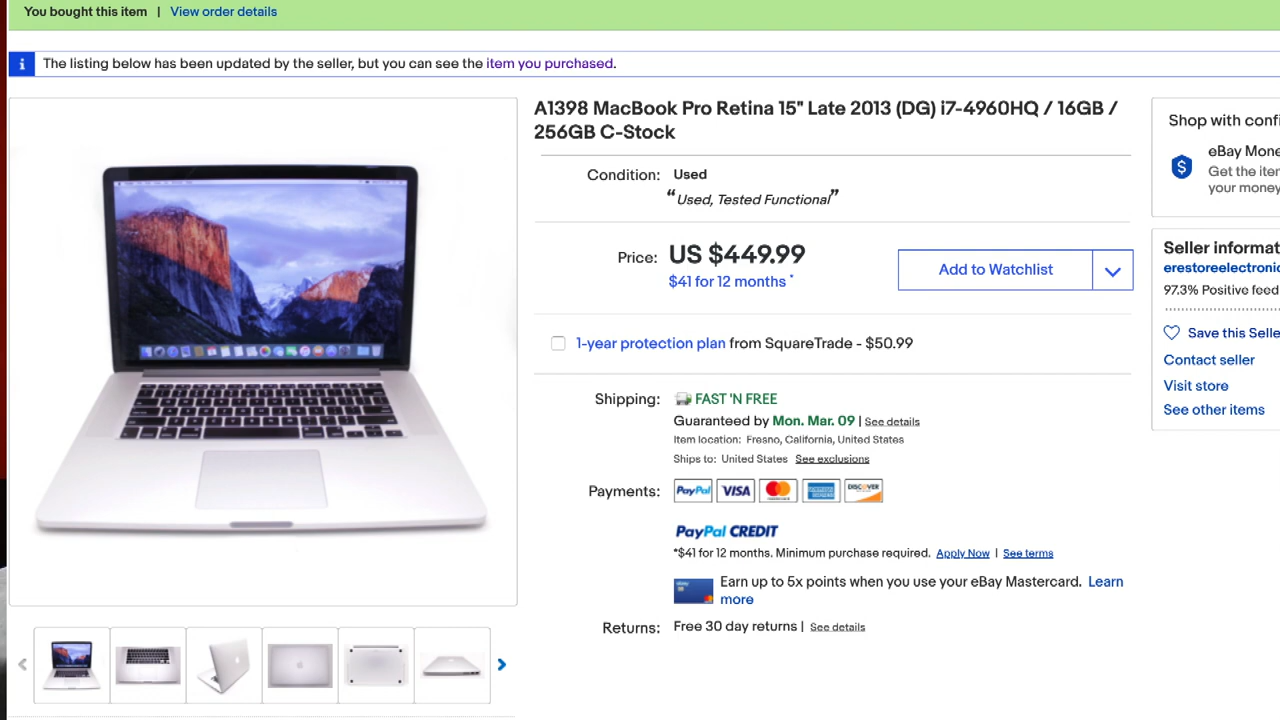 You bought this item | View order details
i The listing below has been updated by the seller, but you can see the item you purchased.
A1398 MacBook Pro Retina 15" Late 2013 (DG) i7-4960HQ / 16GB /
256GB C-Stock
Condition: Used
“Used, Tested Functional”
Price: US $449.99
$41 for 12 months *
Add to Watchlist
1-year protection plan from SquareTrade - $50.99
Shipping: FAST 'N FREE
Guaranteed by Mon. Mar. 09 | See details
Item location: Fresno, California, United States
Ships to: United States See exclusions
Payments: PayPal VISA DISCOVER
PayPal CREDIT
*$41 for 12 months. Minimum purchase required. Apply Now | See terms
Earn up to 5x points when you use your eBay Mastercard. Learn
more
Returns: Free 30 day returns | See details
Shop with confi
$
eBay Mone
Get the iter
your money
Seller informat
erestoreelectronic
97.3% Positive feed
Save this Selle
Contact seller
Visit store
See other items